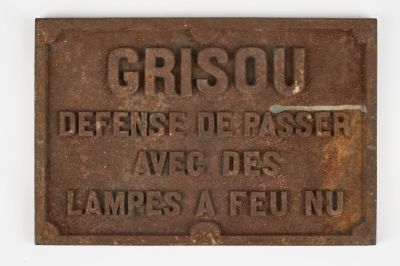 GRISOU
DEFENSE DE PASSER
AVEC DES
LAMPES A FEU NU